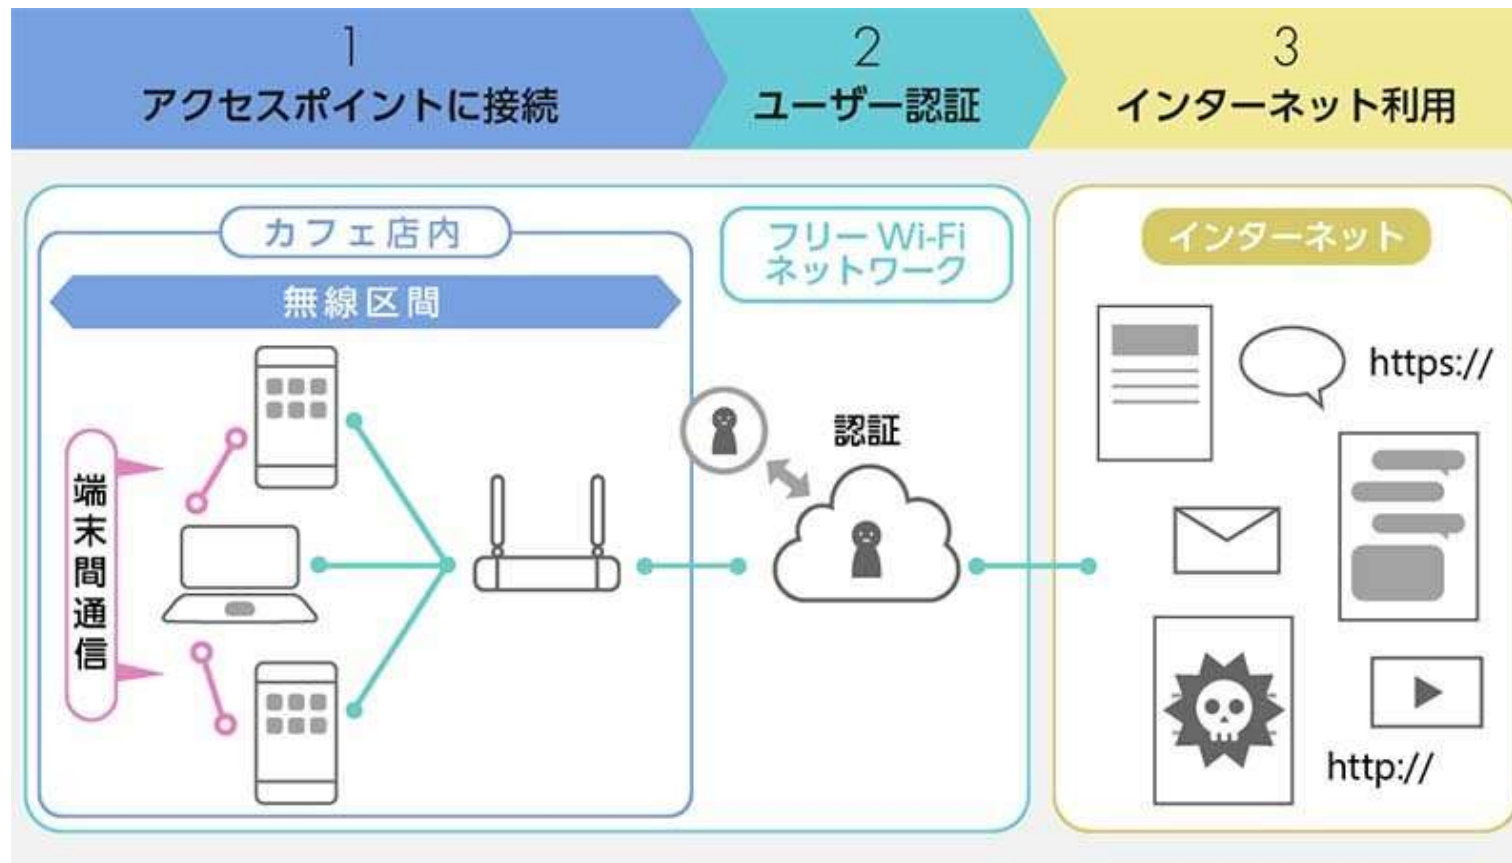 1
アクセスポイントに接続
2
ユーザー認証
3
インターネット利用
カフェ店内
無線区間
フリー Wi-Fi
ネットワーク
インターネット
https://
認証
端末間通信
http://